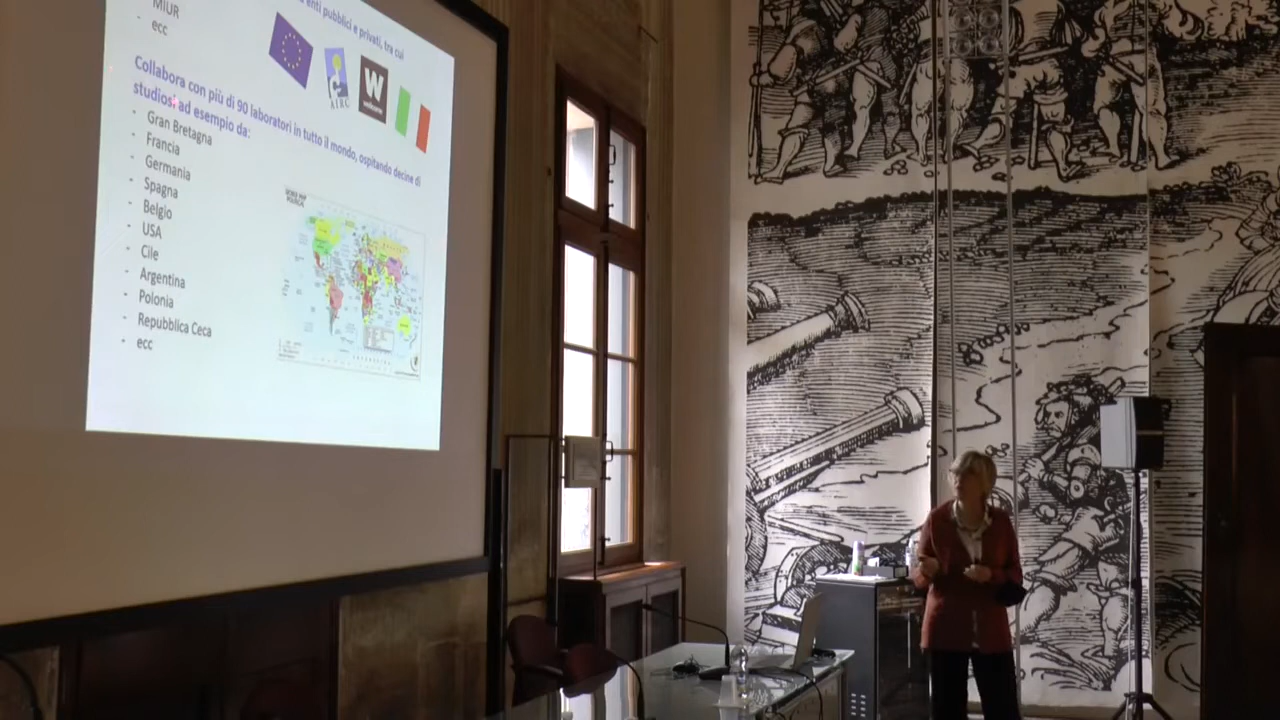 MIUR
- ecc
enti pubblici e privati, tra cui
AIRC
W
wellcome
Collabora con più di 90 laboratori in tutto il mondo, ospitando decine di
studiosi ad esempio da:
- Gran Bretagna
- Francia
- Germania
- Spagna
- Belgio
- USA
- Cile
- Argentina
- Polonia
- Repubblica Ceca
- ecc